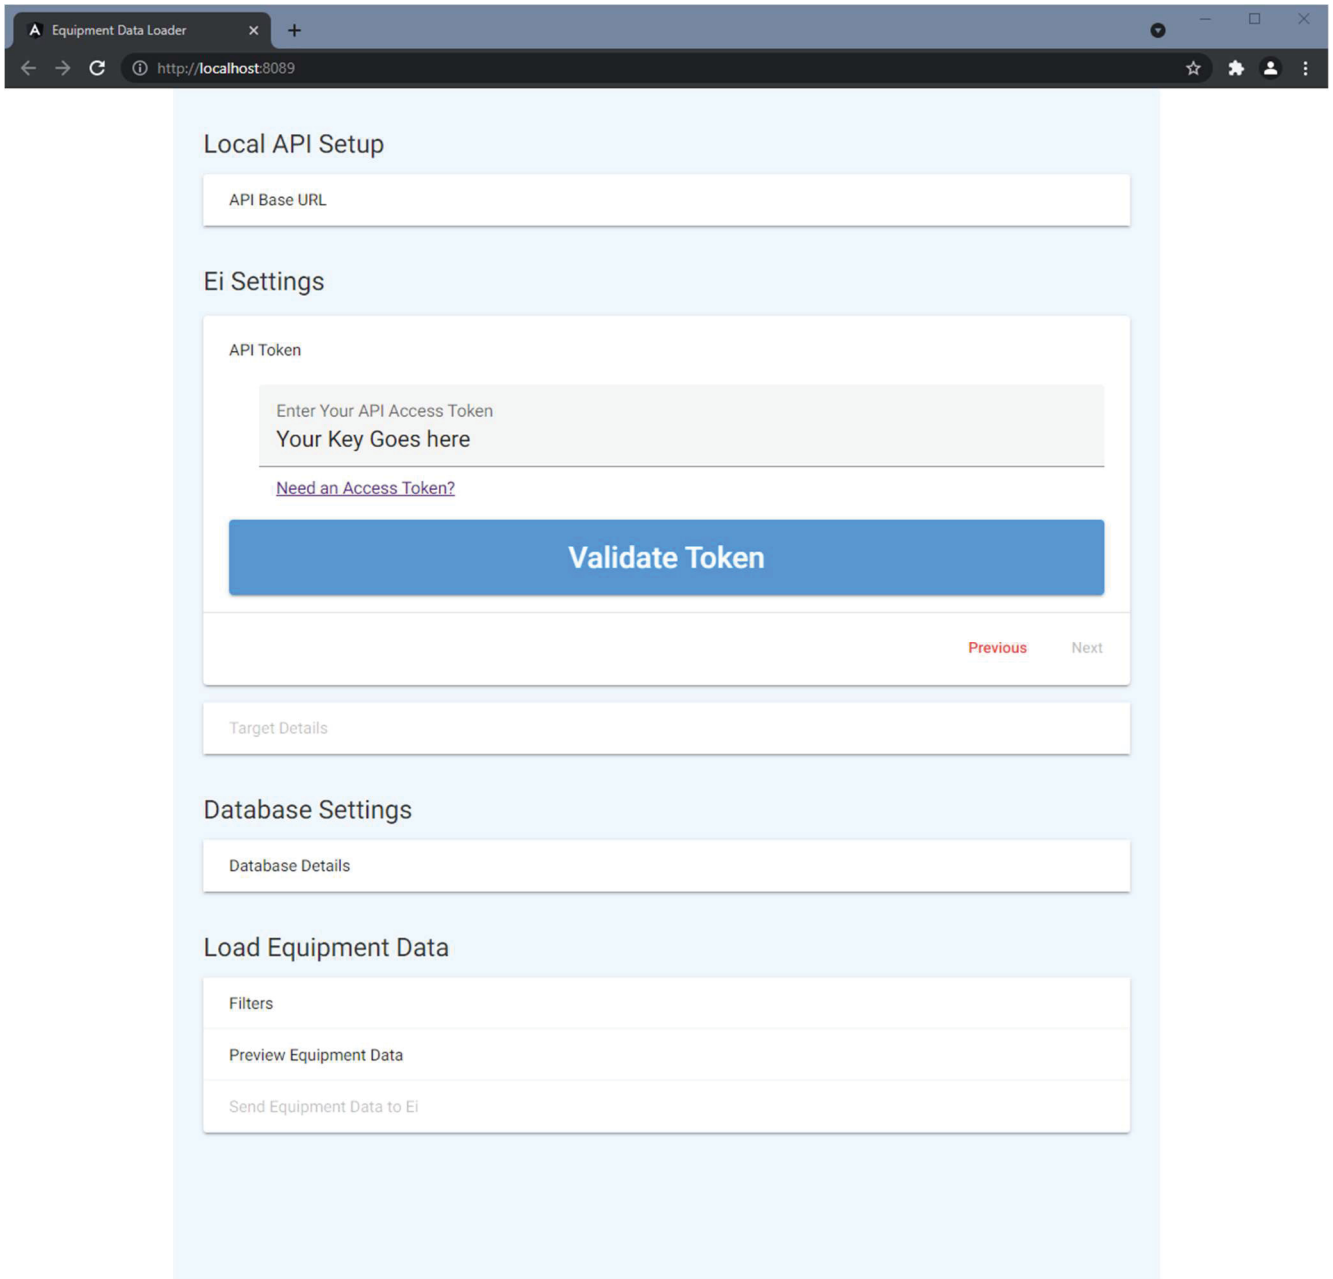 Equipment Data Loader
http://localhost:8089
Local API Setup
API Base URL
Ei Settings
API Token
Enter Your API Access Token
Your Key Goes here
Need an Access Token?
Validate Token
Previous Next
Target Details
Database Settings
Database Details
Load Equipment Data
Filters
Preview Equipment Data
Send Equipment Data to Ei